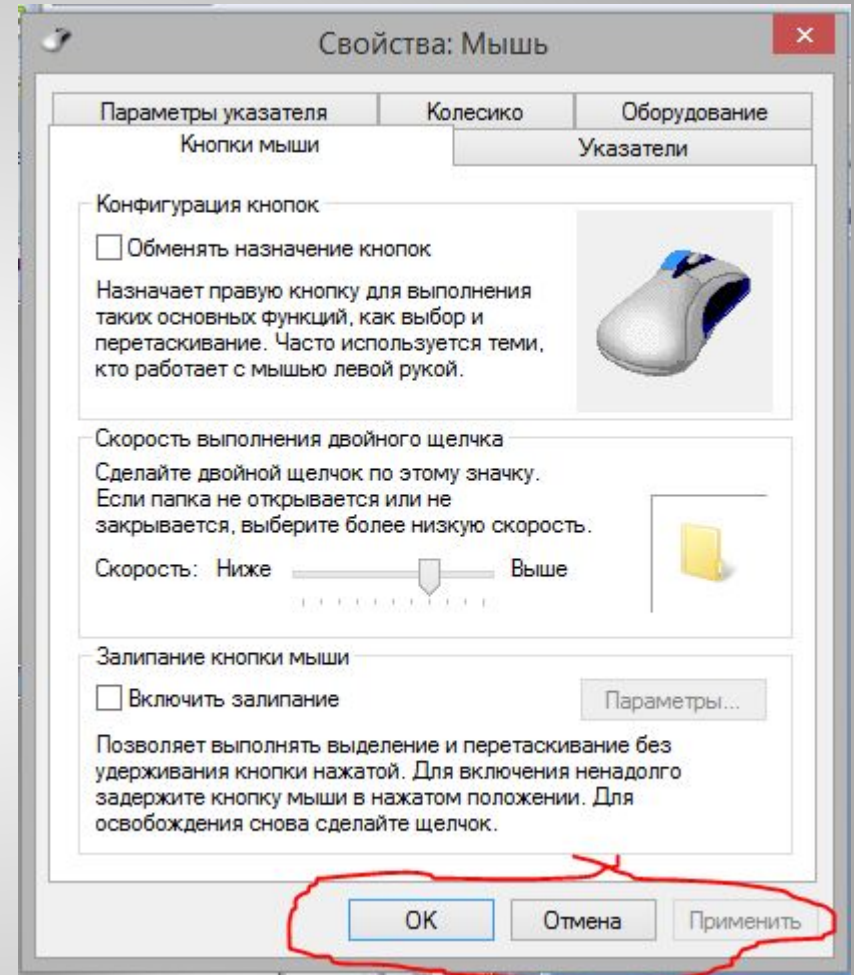 Свойства: Мышь
Параметры указателя
Колесико
Оборудование
Кнопки мыши
Указатели
Конфигурация кнопок
Обменять назначение кнопок
Назначает правую кнопку для выполнения
таких основных функций, как выбор и
перетаскивание. Часто используется теми,
кто работает с мышью левой рукой.
Скорость выполнения двойного щелчка
Сделайте двойной щелчок по этому значку.
Если папка не открывается или не
закрывается, выберите более низкую скорость.
Скорость: Ниже Выше
Залипание кнопки мыши
Включить залипание
Параметры...
Позволяет выполнять выделение и перетаскивание без
удерживания кнопки нажатой. Для включения ненадолго
задержите кнопку мыши в нажатом положении. Для
освобождения снова сделайте щелчок.
OK
Отмена
Применить